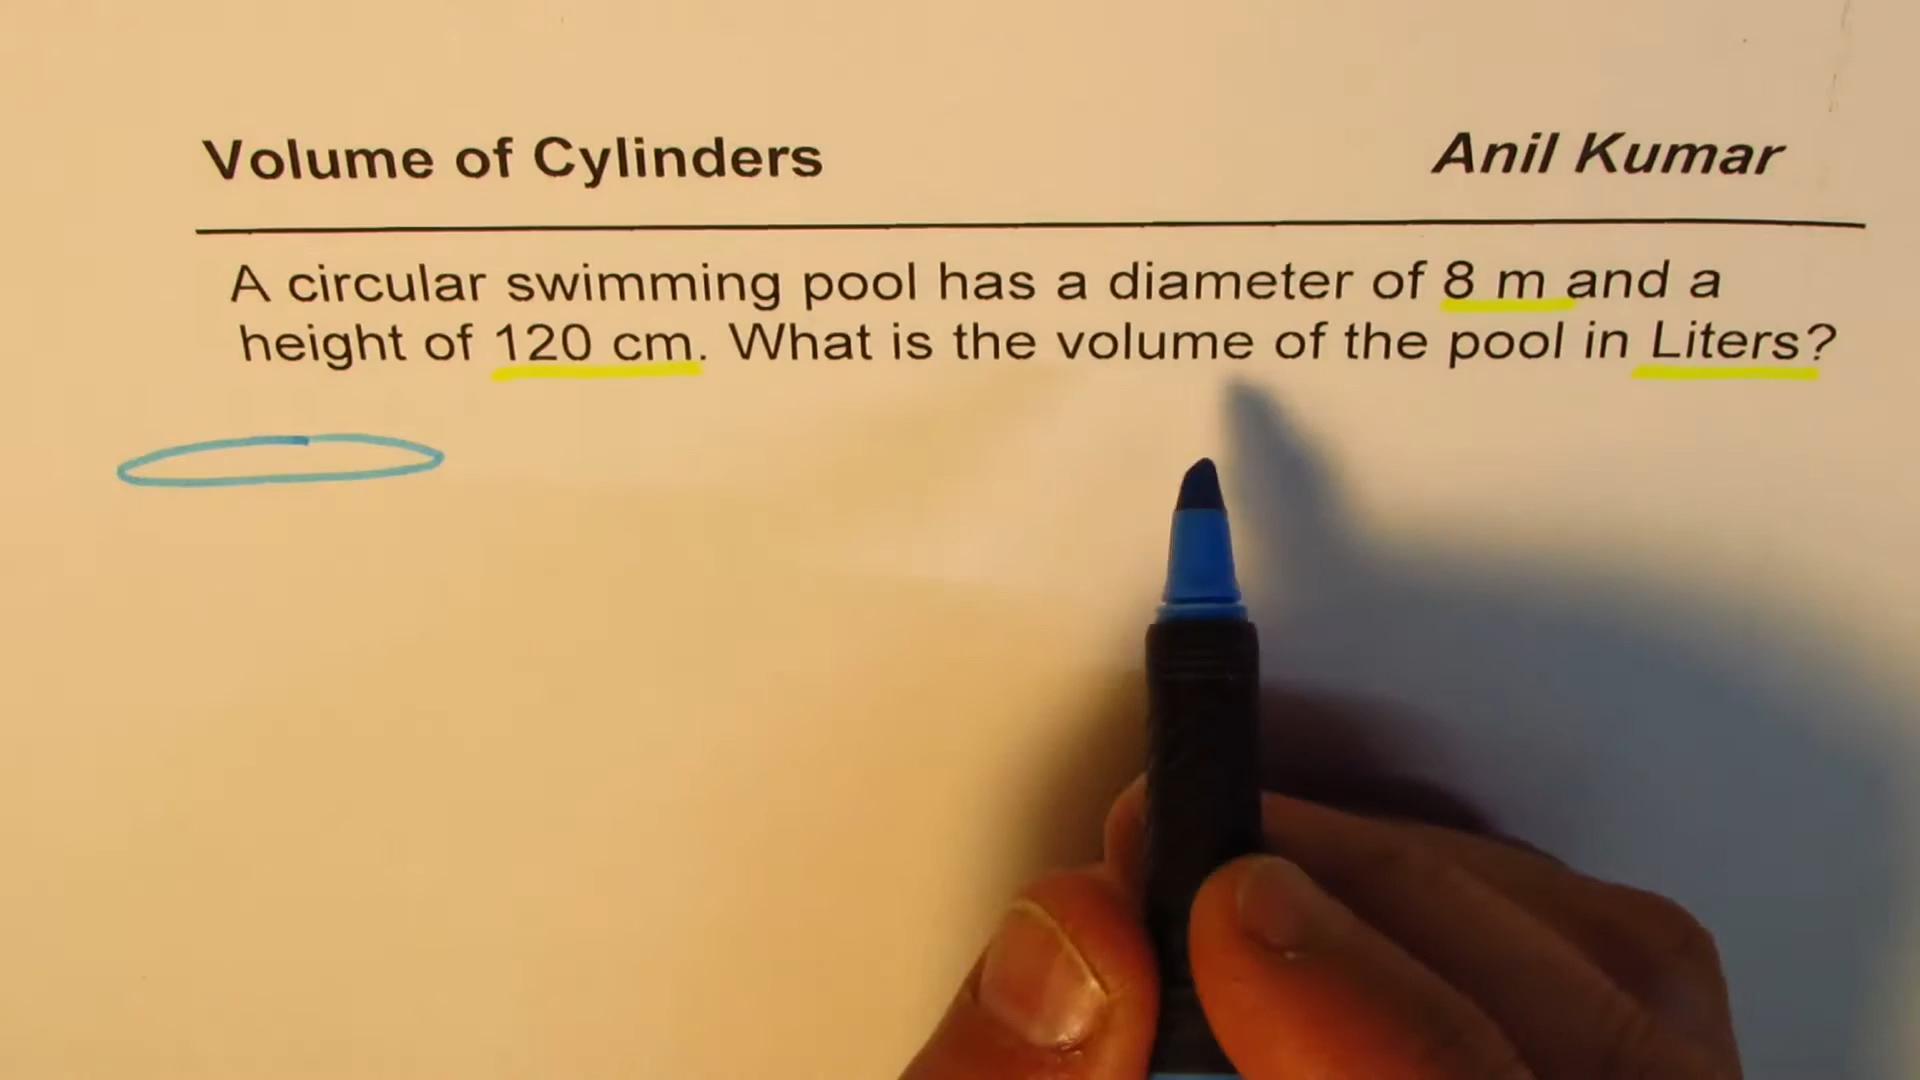 Volume of Cylinders
Anil Kumar
A circular swimming pool has a diameter of 8 m and a
height of 120 cm. What is the volume of the pool in Liters?